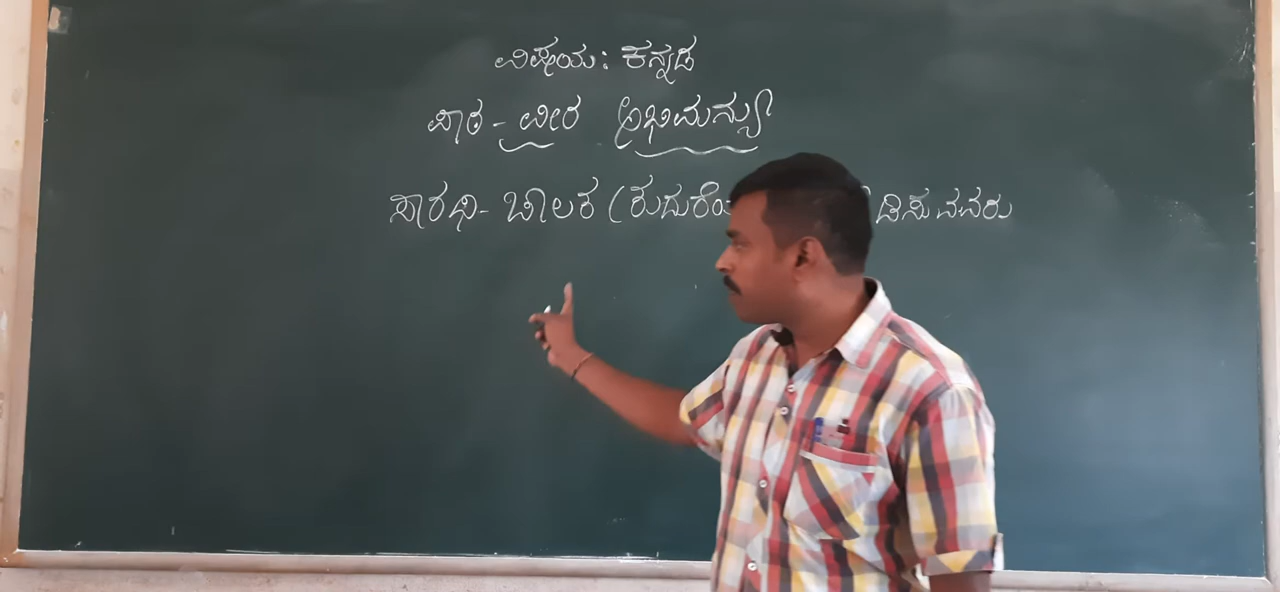 ವಿಷಯ: ಕನ್ನಡ
ಪಾಠ - ವೀರ ಅಭಿಮನ್ಯು
ಸಾರಥಿ - ಚಾಲಕ (